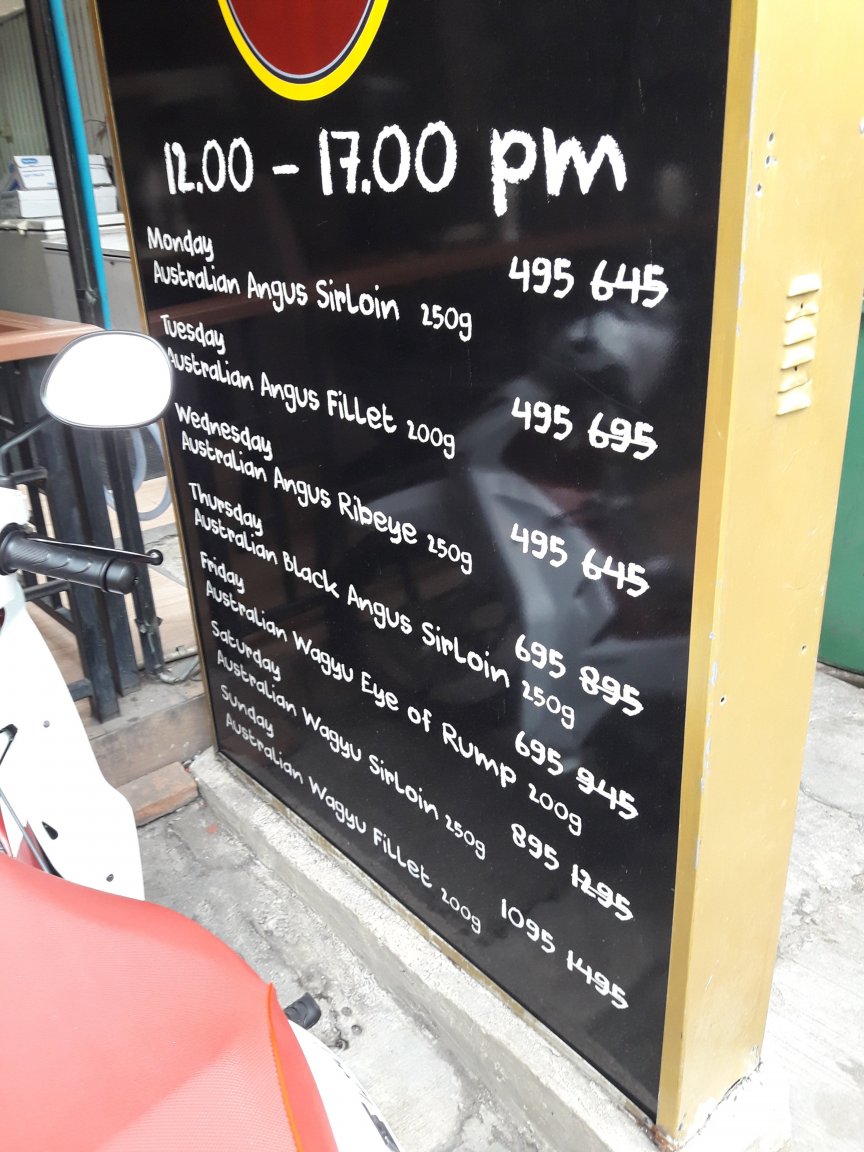 12.00 - 17.00 pm
Monday
Australian Angus Sirloin 250g 495 645
Tuesday
Australian Angus Fillet 200g 495 695
Wednesday
Australian Angus Ribeye 250g 495 645
Thursday
Australian Black Angus Sirloin 250g 695 895
Friday
Australian Wagyu Eye of Rump 200g 695 945
Saturday
Australian Wagyu Sirloin 250g 895 1295
Sunday
Australian Wagyu Fillet 200g 1095 1495